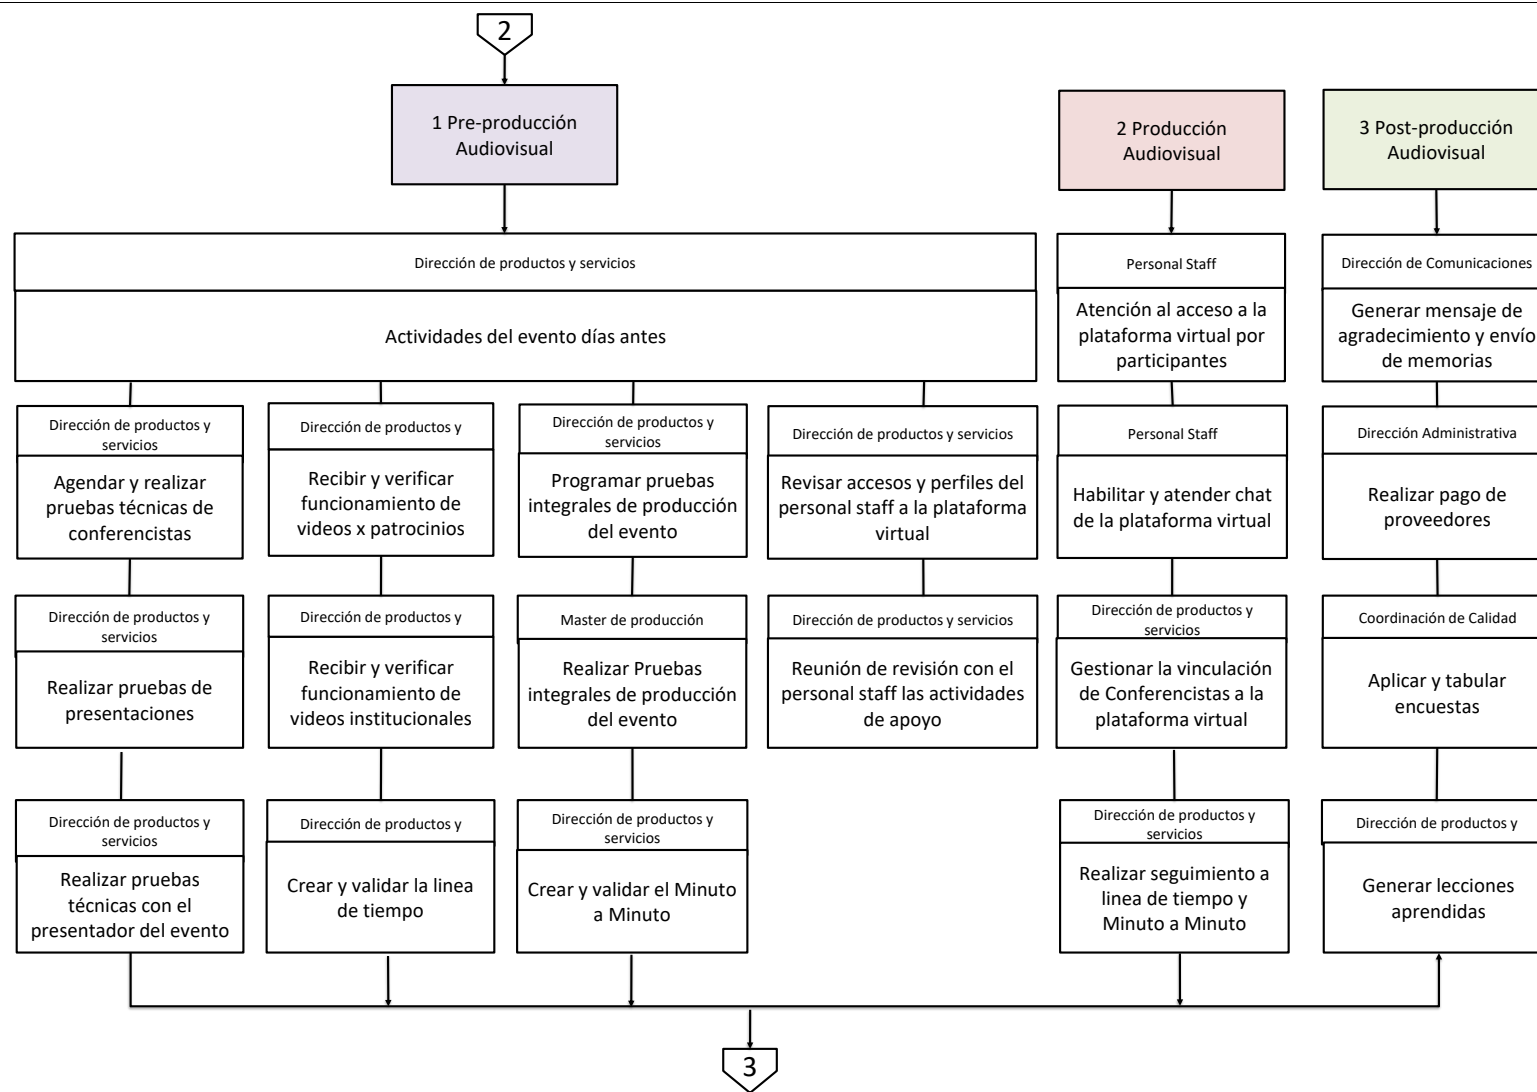 2
1 Pre-producción
Audiovisual
2 Producción
Audiovisual
3 Post-producción
Audiovisual
Dirección de productos y servicios
Actividades del evento días antes
Personal Staff
Atención al acceso a la
plataforma virtual por
participantes
Dirección de Comunicaciones
Generar mensaje de
agradecimiento y envío
de memorias
Dirección de productos y
servicios
Agendar y realizar
pruebas técnicas de
conferencistas
Dirección de productos y
Recibir y verificar
funcionamiento de
videos x patrocinios
Dirección de productos y
servicios
Programar pruebas
integrales de producción
del evento
Dirección de productos y servicios
Revisar accesos y perfiles del
personal staff a la plataforma
virtual
Personal Staff
Habilitar y atender chat
de la plataforma virtual
Dirección Administrativa
Realizar pago de
proveedores
Dirección de productos y
servicios
Realizar pruebas de
presentaciones
Dirección de productos y
Recibir y verificar
funcionamiento de
videos institucionales
Master de producción
Realizar Pruebas
integrales de producción
del evento
Dirección de productos y servicios
Reunión de revisión con el
personal staff las actividades
de apoyo
Dirección de productos y
servicios
Gestionar la vinculación
de Conferencistas a la
plataforma virtual
Coordinación de Calidad
Aplicar y tabular
encuestas
Dirección de productos y
servicios
Realizar pruebas
técnicas con el
presentador del evento
Dirección de productos y
Crear y validar la linea
de tiempo
Dirección de productos y
servicios
Crear y validar el Minuto
a Minuto
Dirección de productos y
servicios
Realizar seguimiento a
linea de tiempo y
Minuto a Minuto
Dirección de productos y
Generar lecciones
aprendidas
3